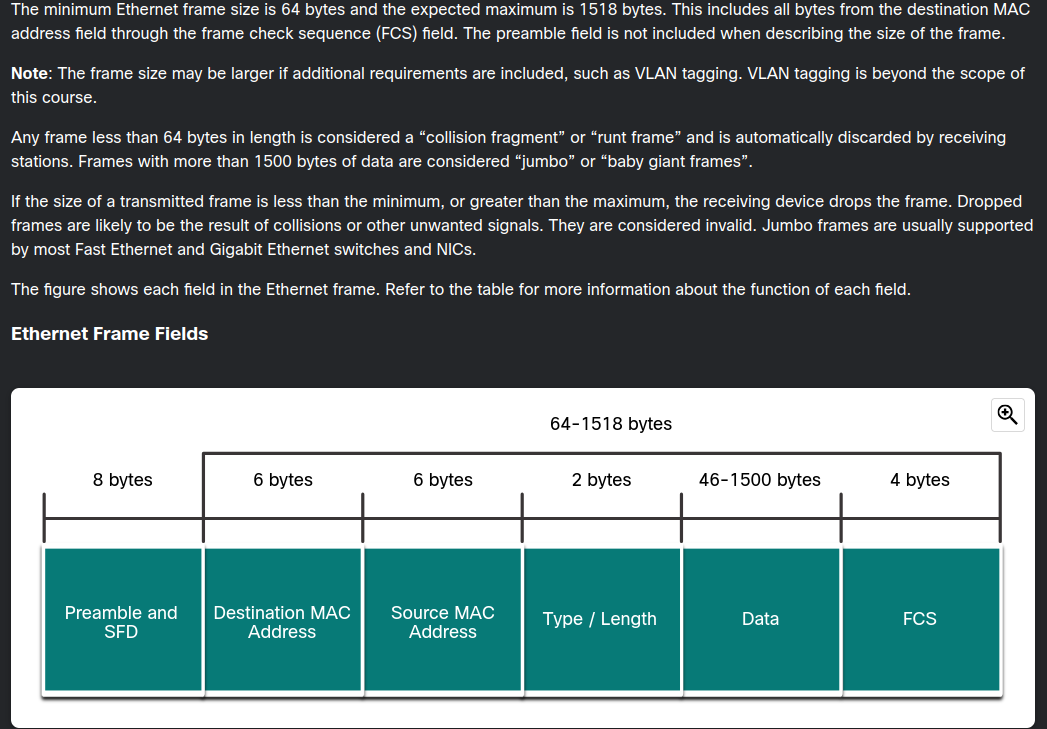 The minimum Ethernet frame size is 64 bytes and the expected maximum is 1518 bytes. This includes all bytes from the destination MAC
address field through the frame check sequence (FCS) field. The preamble field is not included when describing the size of the frame.
Note: The frame size may be larger if additional requirements are included, such as VLAN tagging. VLAN tagging is beyond the scope of
this course.
Any frame less than 64 bytes in length is considered a “collision fragment” or “runt frame” and is automatically discarded by receiving
stations. Frames with more than 1500 bytes of data are considered “jumbo” or “baby giant frames”.
If the size of a transmitted frame is less than the minimum, or greater than the maximum, the receiving device drops the frame. Dropped
frames are likely to be the result of collisions or other unwanted signals. They are considered invalid. Jumbo frames are usually supported
by most Fast Ethernet and Gigabit Ethernet switches and NICs.
The figure shows each field in the Ethernet frame. Refer to the table for more information about the function of each field.
Ethernet Frame Fields
64-1518 bytes
8 bytes
6 bytes
6 bytes
2 bytes
46-1500 bytes
4 bytes
Preamble and
SFD
Destination MAC
Address
Source MAC
Address
Type / Length
Data
FCS